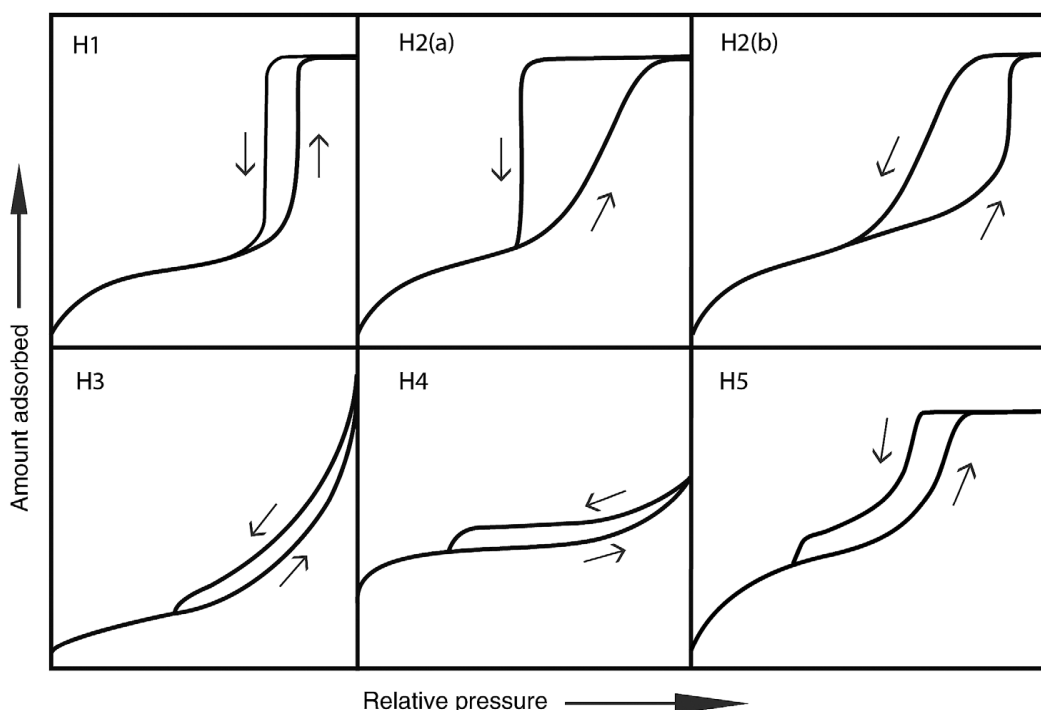 H1
H2(a)
H2(b)
H3
H4
H5
Amount adsorbed
Relative pressure